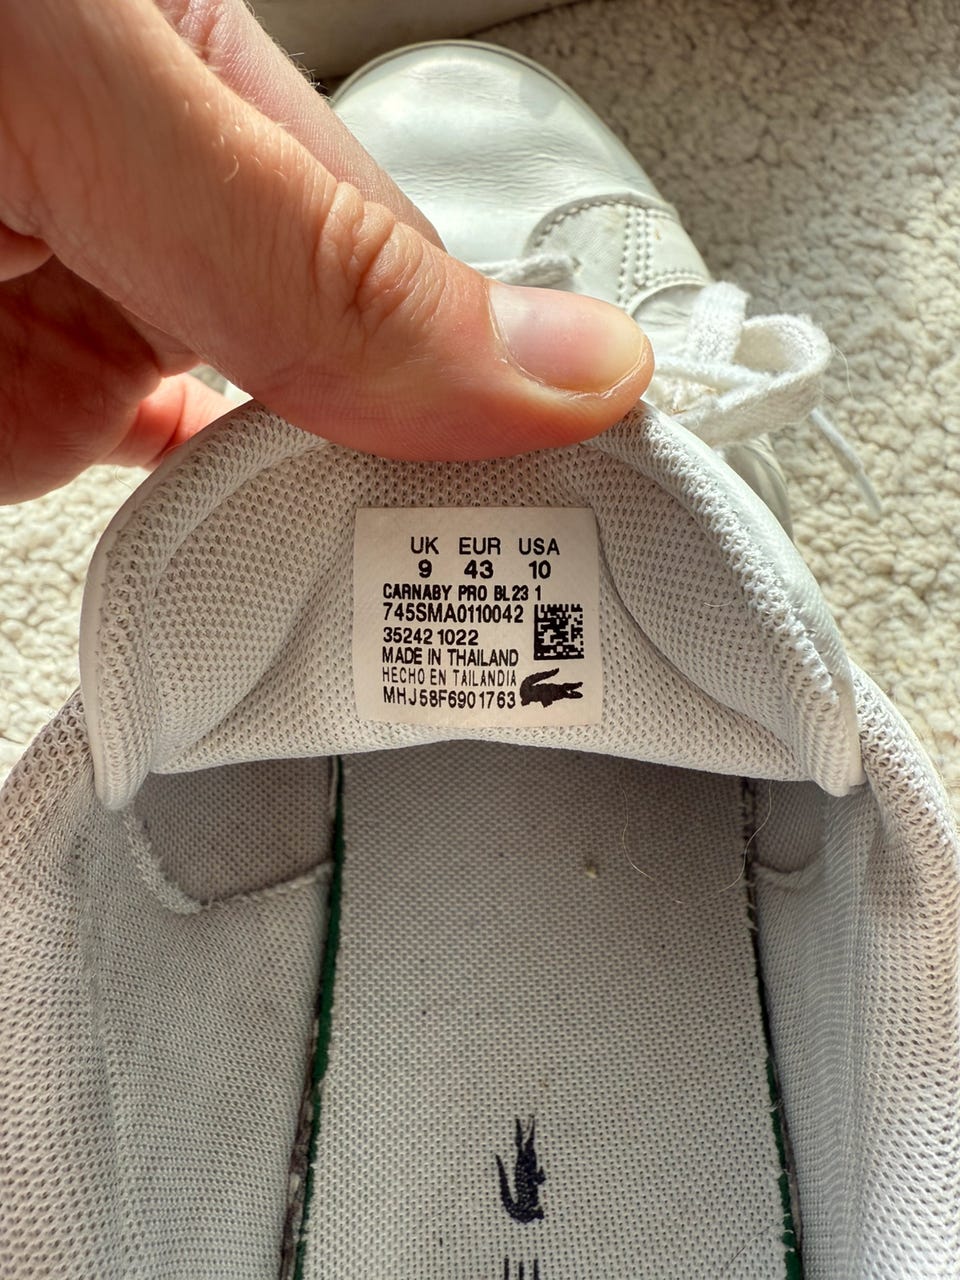 UK EUR USA
9 43 10
CARNABY PRO BL23 1
745SMA0110042
35242 1022
MADE IN THAILAND
HECHO EN TAILANDIA
MHJ58F6901763